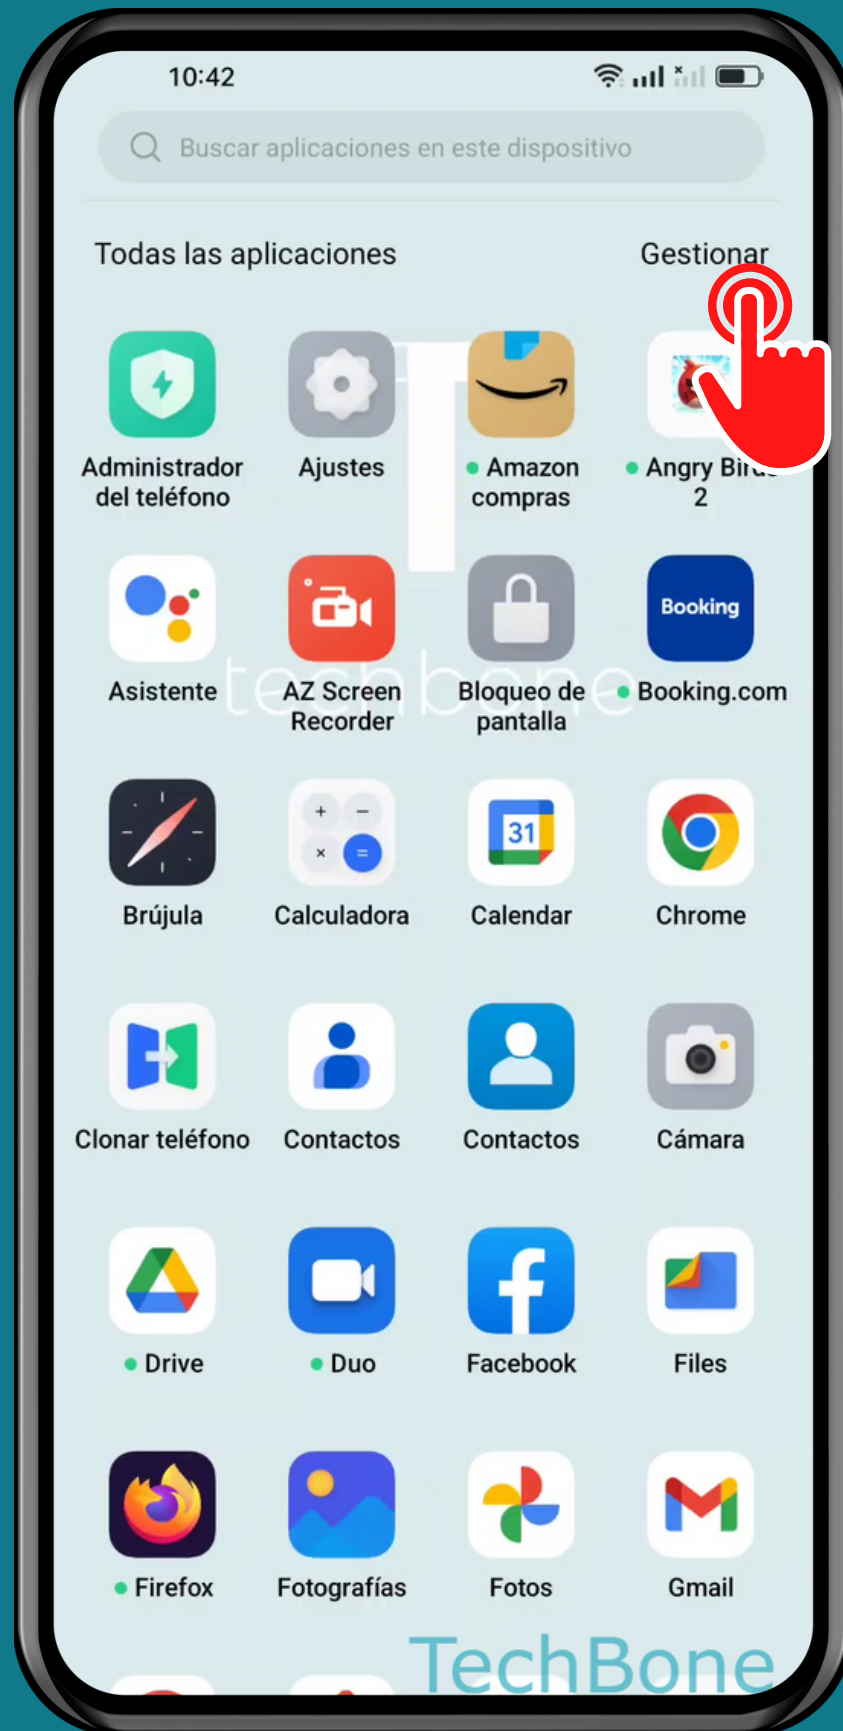 10:42
Buscar aplicaciones en este dispositivo
Todas las aplicaciones
Gestionar
Administrador
del teléfono
Ajustes
Amazon
compras
Angry
2
Asistente
AZ Screen
Recorder
Bloqueo de
pantalla
Booking
Booking.com
techbone
Brújula
+ −
× =
Calculadora
31
Calendar
Chrome
Clonar teléfono
Contactos
Contactos
Cámara
Drive
Duo
Facebook
Files
Firefox
Fotografías
Fotos
Gmail
TechBone